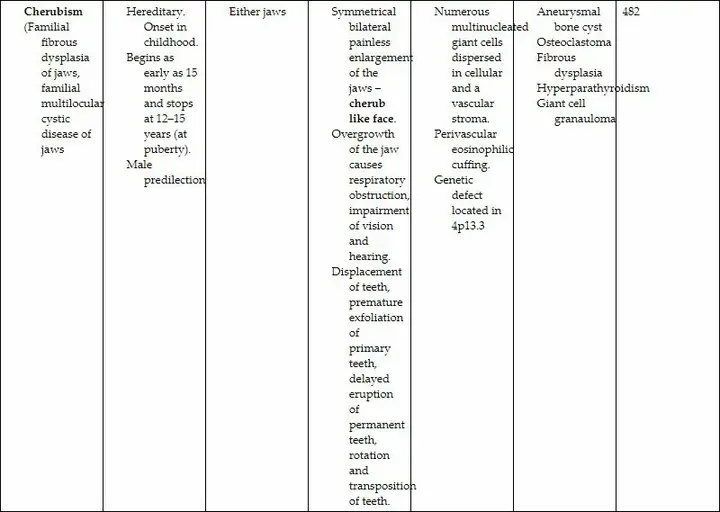 Cherubism
(Familial
fibrous
dysplasia
of jaws,
familial
multilocular
cystic
disease of
jaws
Hereditary.
Onset in
childhood.
Begins as
early as 15
months
and stops
at 12–15
years (at
puberty).
Male
predilection
Either jaws
Symmetrical
bilateral
painless
enlargement
of the
jaws –
cherub
like face.
Overgrowth
of the jaw
causes
respiratory
obstruction,
impairment
of vision
and
hearing.
Displacement
of teeth,
premature
exfoliation
of
primary
teeth,
delayed
eruption
of
permanent
teeth,
rotation
and
transposition
of teeth.
Numerous
multinucleated
giant cells
dispersed
in cellular
and a
vascular
stroma.
Perivascular
eosinophilic
cuffing.
Genetic
defect
located in
4p13.3
Aneurysmal
bone cyst
Osteoclastoma
Fibrous
dysplasia
Hyperparathyroidism
Giant cell
granauloma
482